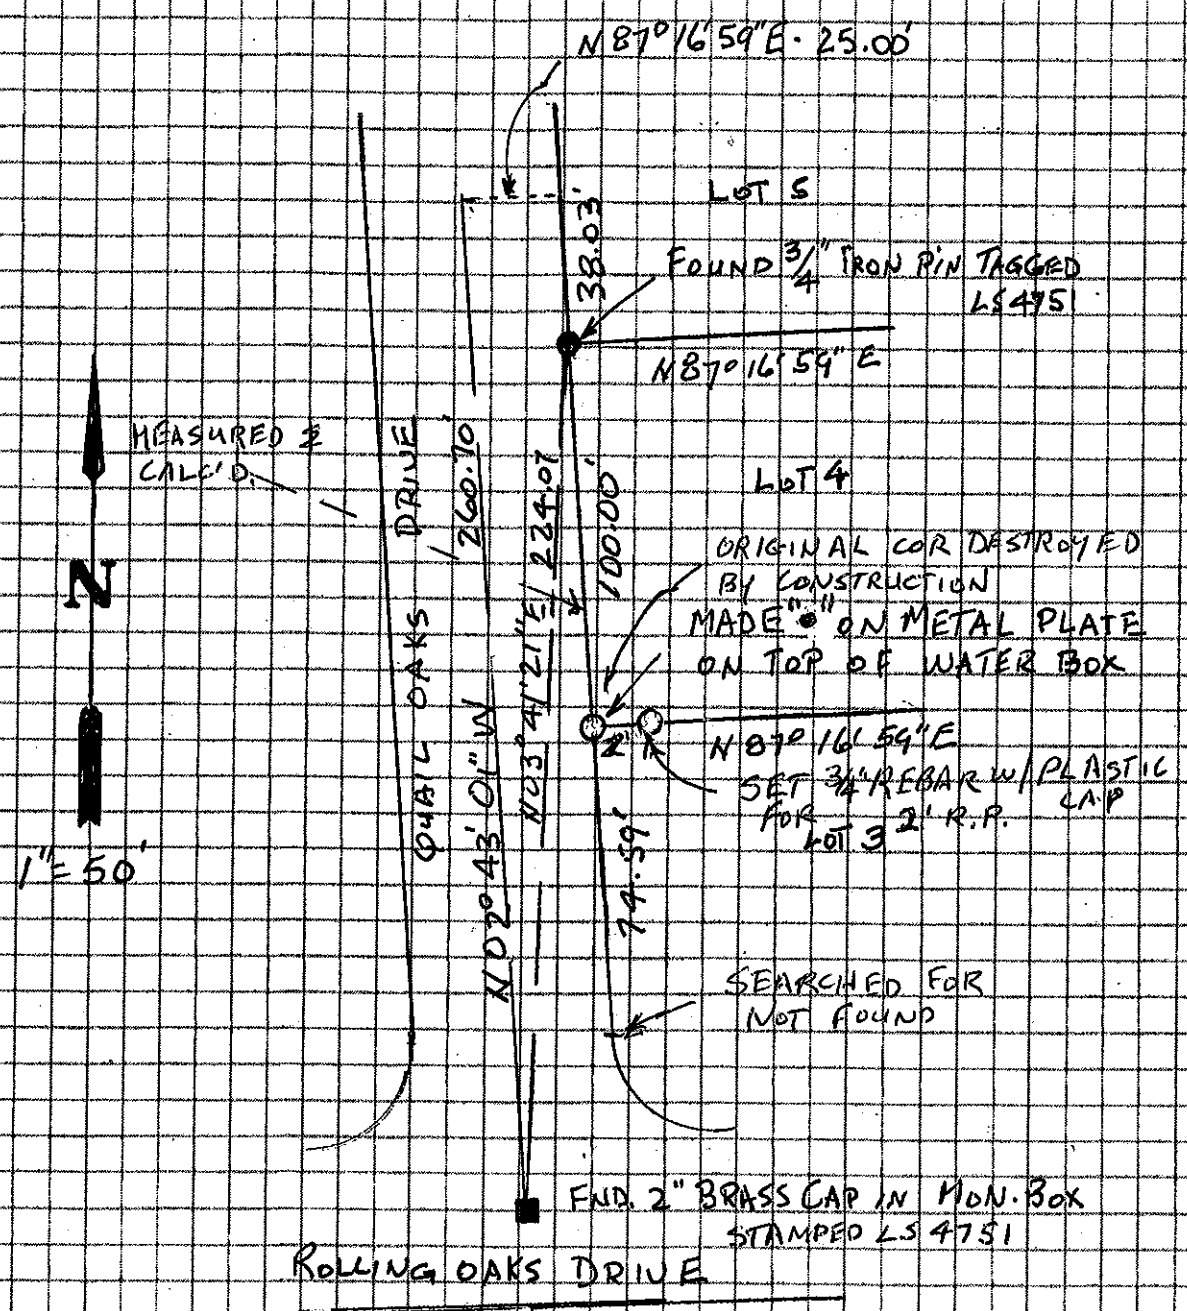 N87°16'59"E · 25.00'
LOT 5
38.03'
FOUND 3/4" IRON PIN TAGGED
LS4751
N87°16'59"E
MEASURED &
CALC'D.
QUAIL OAKS DRIVE
N02°43'01"W 260.70'
N03°41'21"E 224.07
100.00'
LOT 4
ORIGINAL COR DESTROYED
BY CONSTRUCTION
MADE "•" ON METAL PLATE
ON TOP OF WATER BOX
N
2'
N87°16'59"E
SET 3/4" REBAR W/PLASTIC
CAP
FOR 2' R.P.
LOT 3
74.59'
1"=50'
SEARCHED FOR
NOT FOUND
FND. 2" BRASS CAP IN MON. BOX
STAMPED LS 4751
ROLLING OAKS DRIVE